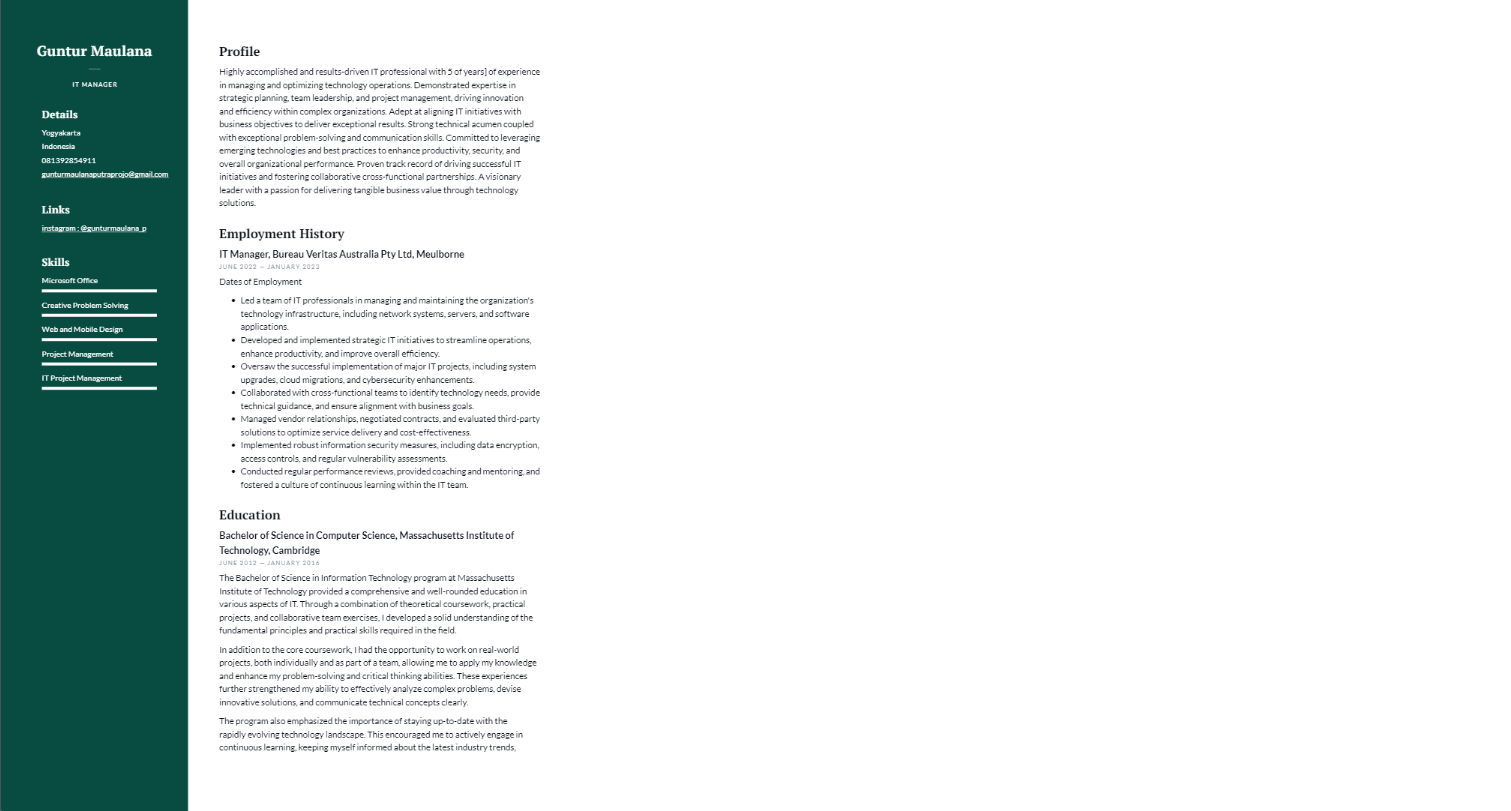 Guntur Maulana
IT MANAGER
Details
Yogyakarta
Indonesia
081392854911
gunturmaulanaputraprojo@gmail.com
Links
instagram : @gunturmaulana_p
Skills
Microsoft Office
Creative Problem Solving
Web and Mobile Design
Project Management
IT Project Management
Profile
Highly accomplished and results-driven IT professional with 5 of years] of experience
in managing and optimizing technology operations. Demonstrated expertise in
strategic planning, team leadership, and project management, driving innovation
and efficiency within complex organizations. Adept at aligning IT initiatives with
business objectives to deliver exceptional results. Strong technical acumen coupled
with exceptional problem-solving and communication skills. Committed to leveraging
emerging technologies and best practices to enhance productivity, security, and
overall organizational performance. Proven track record of driving successful IT
initiatives and fostering collaborative cross-functional partnerships. A visionary
leader with a passion for delivering tangible business value through technology
solutions.
Employment History
IT Manager, Bureau Veritas Australia Pty Ltd, Meulborne
JUNE 2022 — JANUARY 2023
Dates of Employment
• Led a team of IT professionals in managing and maintaining the organization's
technology infrastructure, including network systems, servers, and software
applications.
• Developed and implemented strategic IT initiatives to streamline operations,
enhance productivity, and improve overall efficiency.
• Oversaw the successful implementation of major IT projects, including system
upgrades, cloud migrations, and cybersecurity enhancements.
• Collaborated with cross-functional teams to identify technology needs, provide
technical guidance, and ensure alignment with business goals.
• Managed vendor relationships, negotiated contracts, and evaluated third-party
solutions to optimize service delivery and cost-effectiveness.
• Implemented robust information security measures, including data encryption,
access controls, and regular vulnerability assessments.
• Conducted regular performance reviews, provided coaching and mentoring, and
fostered a culture of continuous learning within the IT team.
Education
Bachelor of Science in Computer Science, Massachusetts Institute of
Technology, Cambridge
JUNE 2012 — JANUARY 2016
The Bachelor of Science in Information Technology program at Massachusetts
Institute of Technology provided a comprehensive and well-rounded education in
various aspects of IT. Through a combination of theoretical coursework, practical
projects, and collaborative team exercises, I developed a solid understanding of the
fundamental principles and practical skills required in the field.
In addition to the core coursework, I had the opportunity to work on real-world
projects, both individually and as part of a team, allowing me to apply my knowledge
and enhance my problem-solving and critical thinking abilities. These experiences
further strengthened my ability to effectively analyze complex problems, devise
innovative solutions, and communicate technical concepts clearly.
The program also emphasized the importance of staying up-to-date with the
rapidly evolving technology landscape. This encouraged me to actively engage in
continuous learning, keeping myself informed about the latest industry trends,